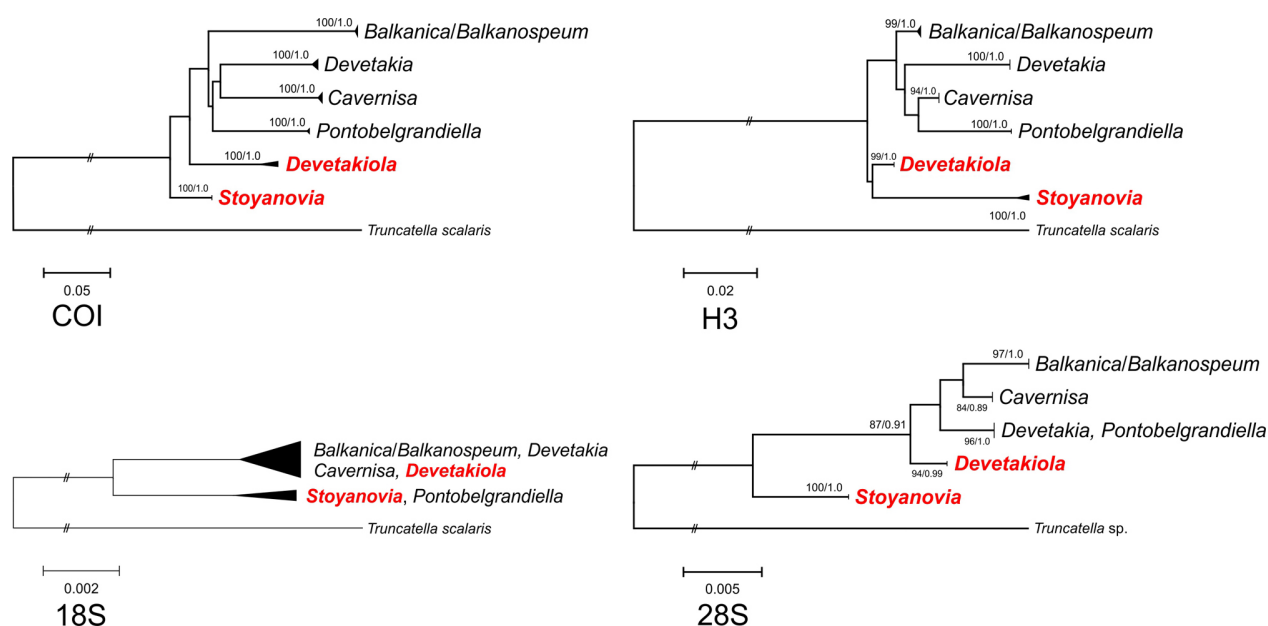 100/1.0
Balkanica/Balkanospeum
100/1.0
Devetakia
100/1.0
Cavernisa
100/1.0
Pontobelgrandiella
100/1.0
Devetakiola
100/1.0
Stoyanovia
//
//
Truncatella scalaris
0.05
COI
99/1.0
Balkanica/Balkanospeum
100/1.0
Devetakia
94/1.0
Cavernisa
100/1.0
Pontobelgrandiella
99/1.0
Devetakiola
Stoyanovia
100/1.0
//
//
Truncatella scalaris
0.02
H3
Balkanica/Balkanospeum, Devetakia
Cavernisa, Devetakiola
Stoyanovia, Pontobelgrandiella
//
//
Truncatella scalaris
0.002
18S
97/1.0
Balkanica/Balkanospeum
Cavernisa
84/0.89
87/0.91
Devetakia, Pontobelgrandiella
96/1.0
Devetakiola
94/0.99
100/1.0
Stoyanovia
//
//
Truncatella sp.
0.005
28S